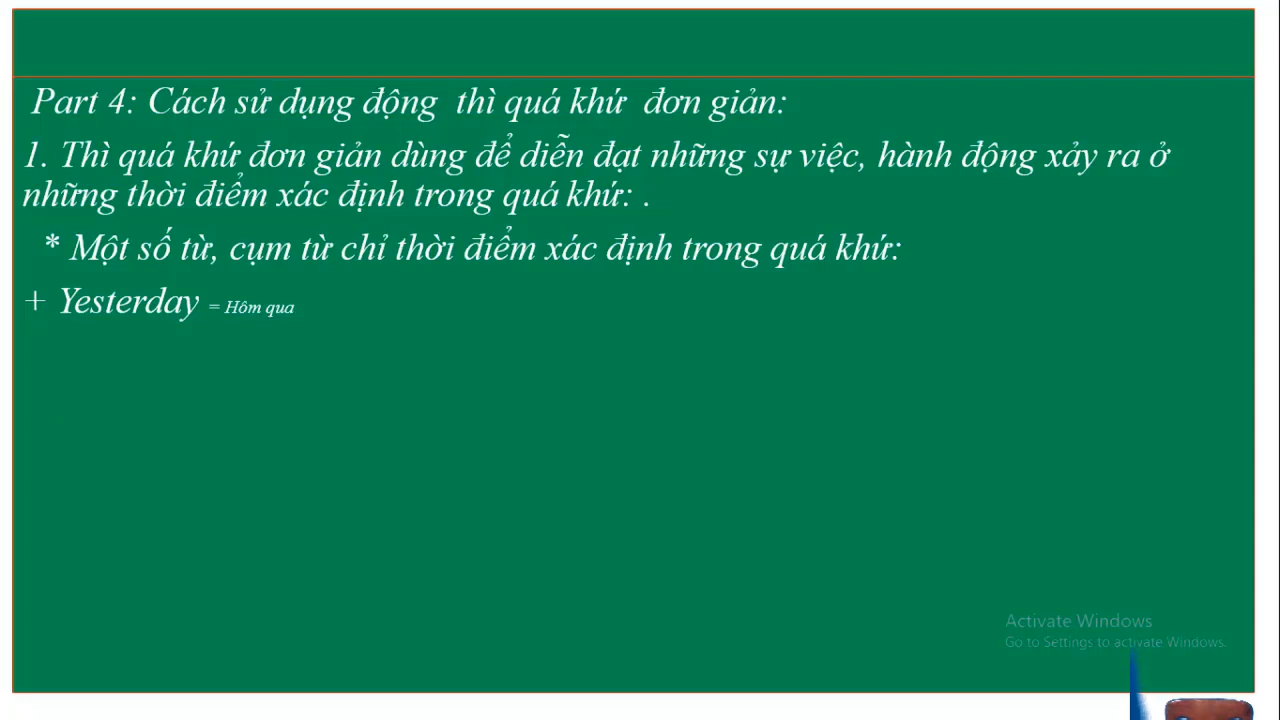 Part 4: Cách sử dụng động thì quá khứ đơn giản:
1. Thì quá khứ đơn giản dùng để diễn đạt những sự việc, hành động xảy ra ở
những thời điểm xác định trong quá khứ: .
* Một số từ, cụm từ chỉ thời điểm xác định trong quá khứ:
+ Yesterday = Hôm qua
Activate Windows
Go to Settings to activate Windows.